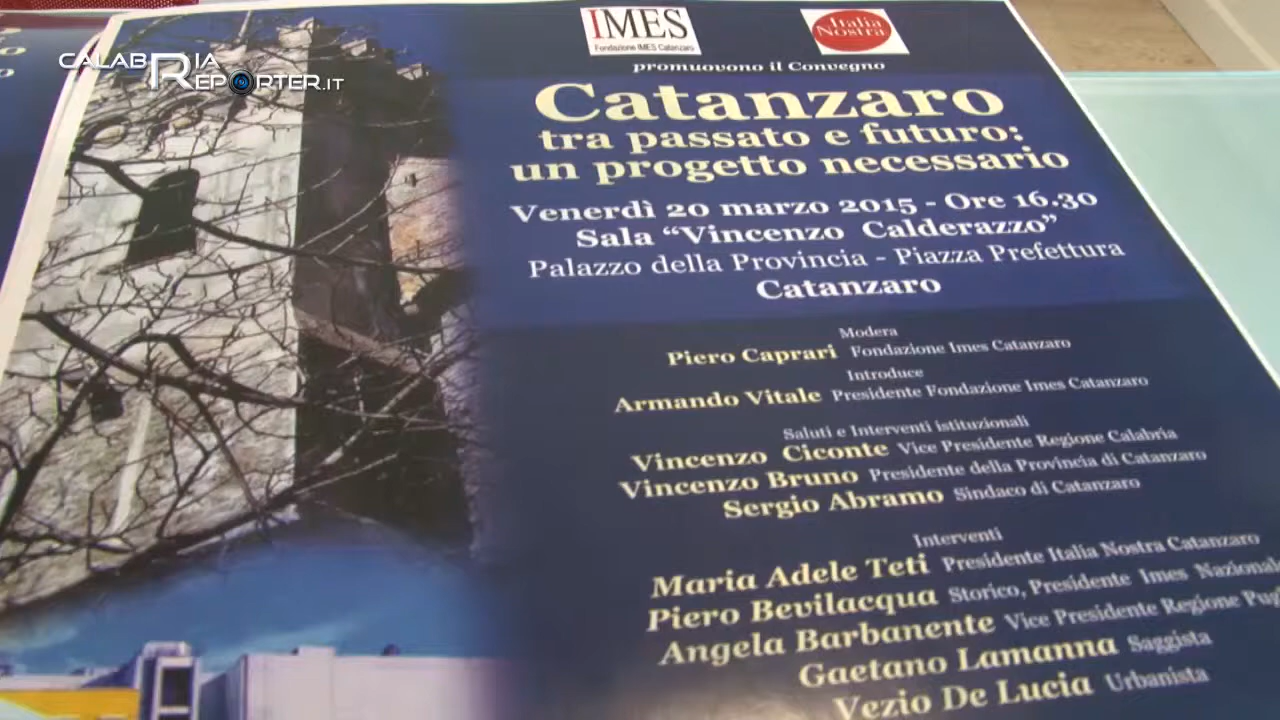 CALABRIA
REPORTER.IT
IMES
Fondazione IMES Catanzaro
Italia
Nostra
promuovono il Convegno
Catanzaro
tra passato e futuro:
un progetto necessario
Venerdì 20 marzo 2015 - Ore 16.30
Sala “Vincenzo Calderazzo”
Palazzo della Provincia - Piazza Prefettura
Catanzaro
Modera
Piero Caprari Fondazione Imes Catanzaro
Introduce
Armando Vitale Presidente Fondazione Imes Catanzaro
Saluti e Interventi istituzionali
Vincenzo Ciconte Vice Presidente Regione Calabria
Vincenzo Bruno Presidente della Provincia di Catanzaro
Sergio Abramo Sindaco di Catanzaro
Interventi
Maria Adele Teti Presidente Italia Nostra Catanzaro
Piero Bevilacqua Storico, Presidente Imes Nazionale
Angela Barbanente Vice Presidente Regione
Gaetano Lamanna Saggista
Vezio De Lucia Urbanista